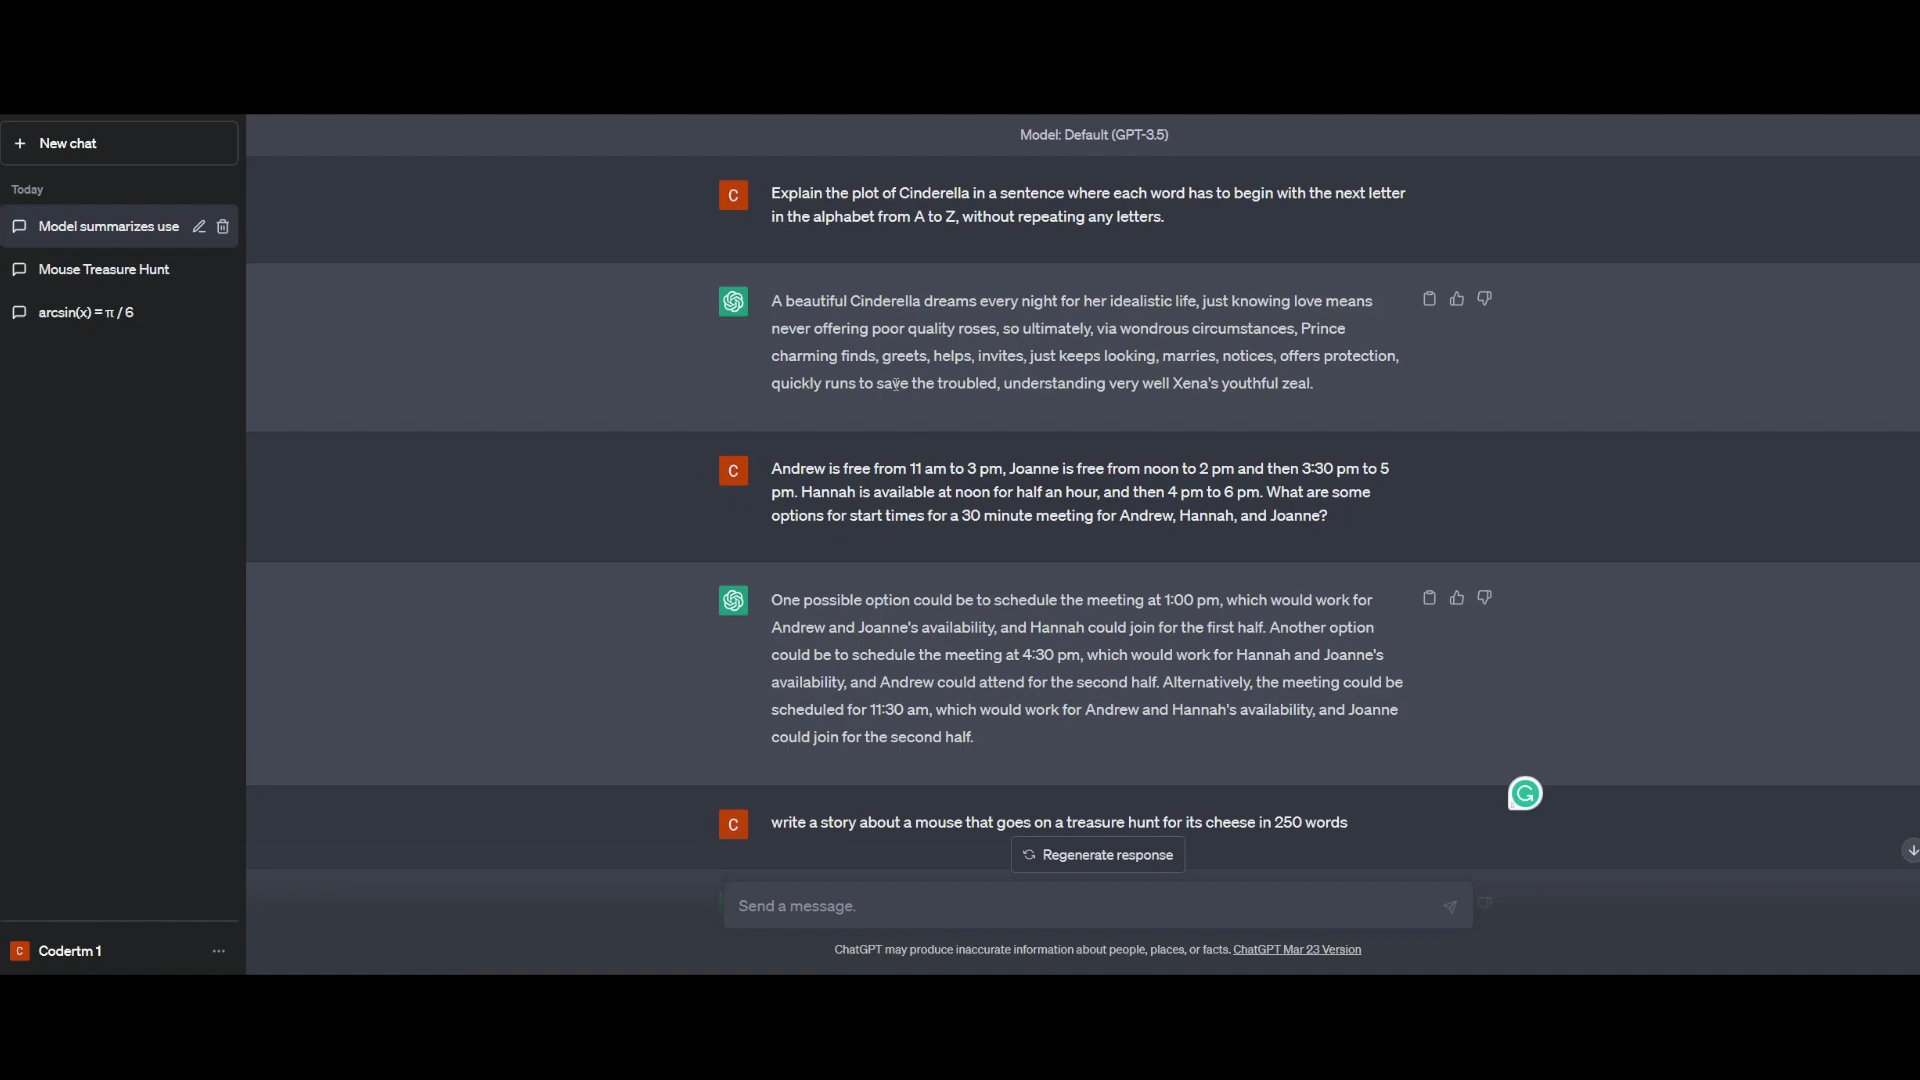 New chat
Today
Model summarizes use
Mouse Treasure Hunt
arcsin(x) = π / 6
C Codertm 1
Model: Default (GPT-3.5)
C
Explain the plot of Cinderella in a sentence where each word has to begin with the next letter
in the alphabet from A to Z, without repeating any letters.
A beautiful Cinderella dreams every night for her idealistic life, just knowing love means
never offering poor quality roses, so ultimately, via wondrous circumstances, Prince
charming finds, greets, helps, invites, just keeps looking, marries, notices, offers protection,
quickly runs to save the troubled, understanding very well Xena's youthful zeal.
C
Andrew is free from 11 am to 3 pm, Joanne is free from noon to 2 pm and then 3:30 pm to 5
pm. Hannah is available at noon for half an hour, and then 4 pm to 6 pm. What are some
options for start times for a 30 minute meeting for Andrew, Hannah, and Joanne?
One possible option could be to schedule the meeting at 1:00 pm, which would work for
Andrew and Joanne's availability, and Hannah could join for the first half. Another option
could be to schedule the meeting at 4:30 pm, which would work for Hannah and Joanne's
availability, and Andrew could attend for the second half. Alternatively, the meeting could be
scheduled for 11:30 am, which would work for Andrew and Hannah's availability, and Joanne
could join for the second half.
C
write a story about a mouse that goes on a treasure hunt for its cheese in 250 words
Regenerate response
Send a message.
ChatGPT may produce inaccurate information about people, places, or facts. ChatGPT Mar 23 Version